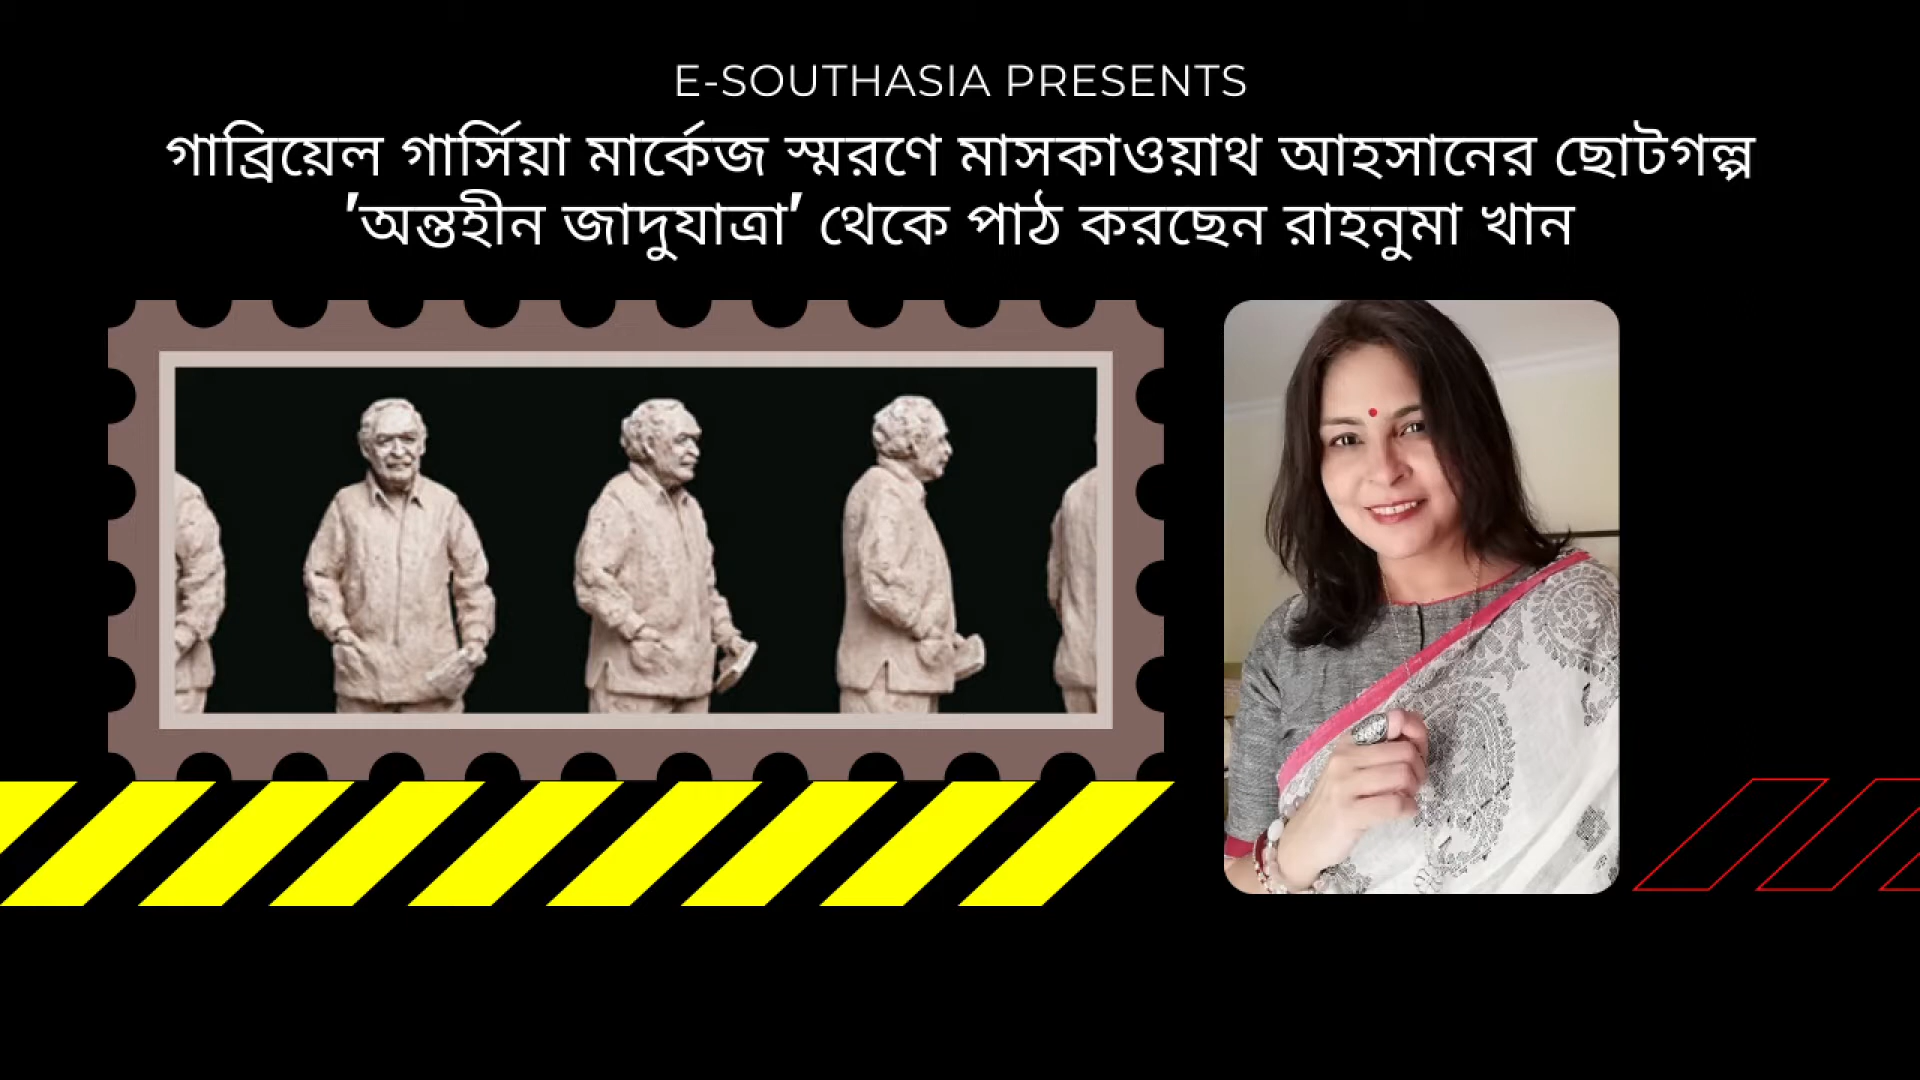 E-SOUTHASIA PRESENTS
গাব্রিয়েল গার্সিয়া মার্কেজ স্মরণে মাসকাওয়াথ আহসানের ছোটগল্প
'অন্তহীন জাদুযাত্রা' থেকে পাঠ করছেন রাহনুমা খান